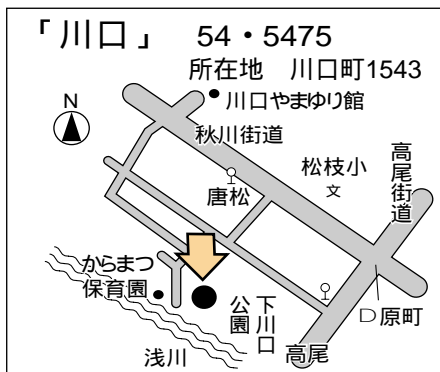 「川口」 54・5475
所在地 川口町1543
N
川口やまゆり館
秋川街道
高尾街道
松枝小
文
唐松
からまつ
保育園
下川口
公園
D原町
浅川
高尾